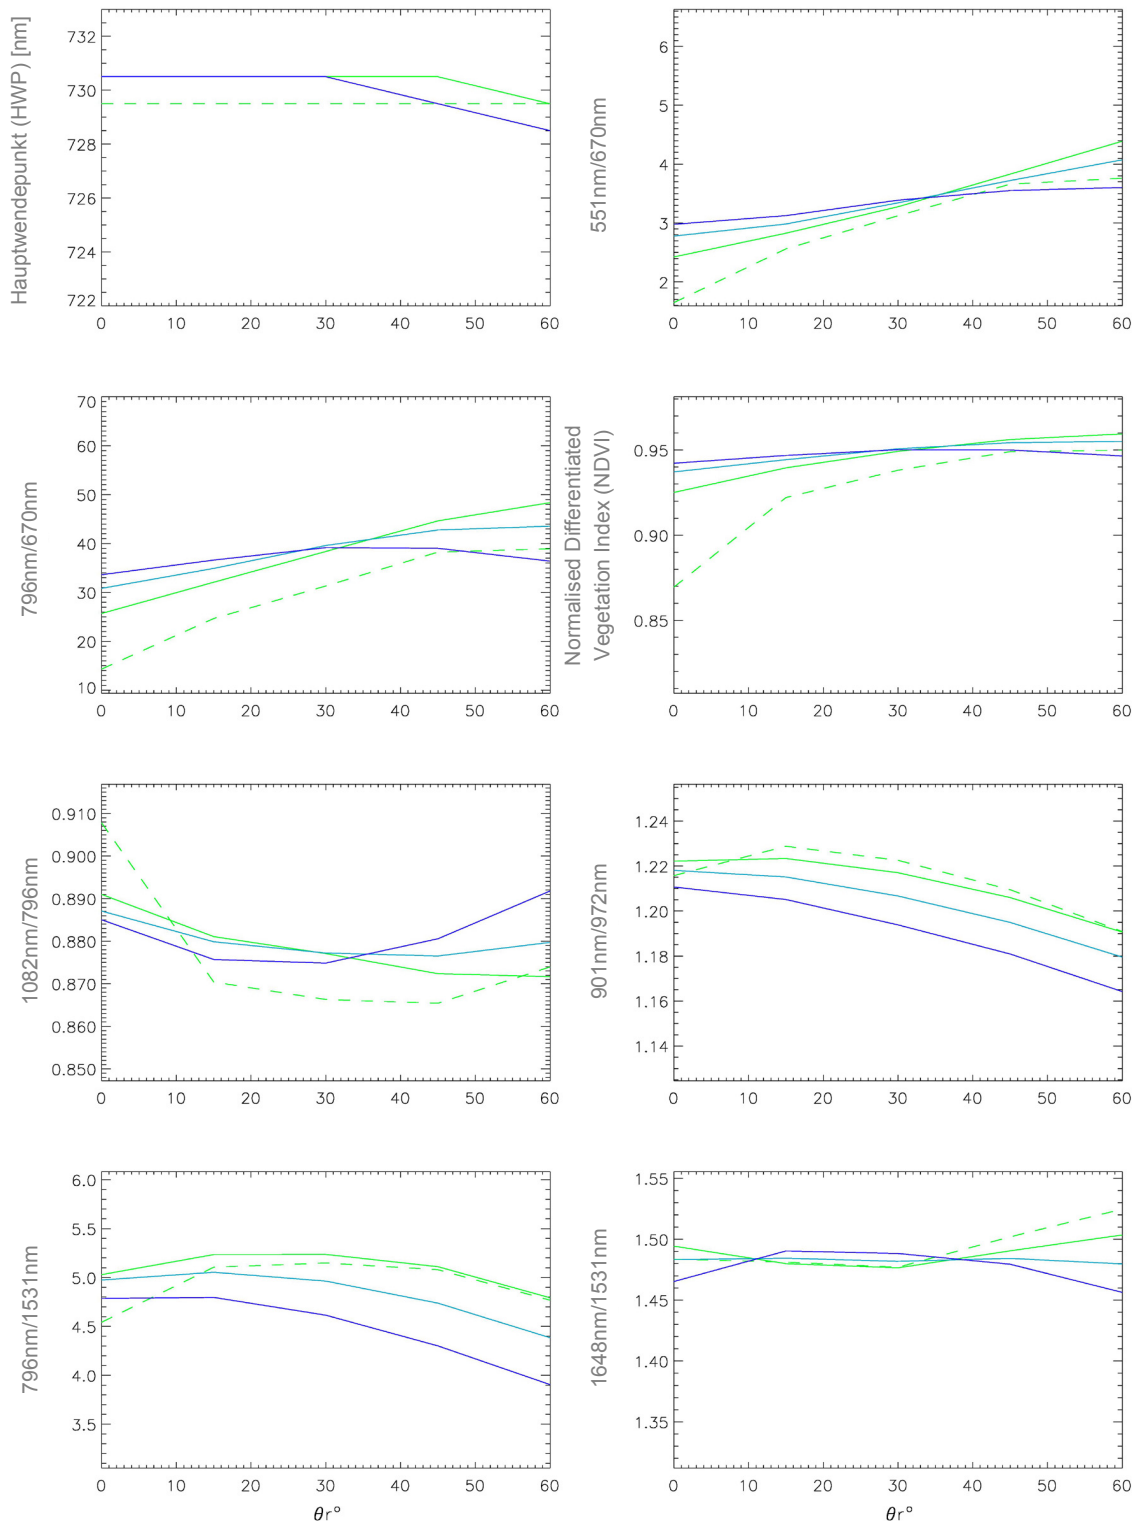 Hauptwendepunkt (HWP) [nm]
732
730
728
726
724
722
0 10 20 30 40 50 60
551nm/670nm
6
5
4
3
2
0 10 20 30 40 50 60
796nm/670nm
70
60
50
40
30
20
10
0 10 20 30 40 50 60
Normalised Differentiated
Vegetation Index (NDVI)
0.95
0.90
0.85
0 10 20 30 40 50 60
1082nm/796nm
0.910
0.900
0.890
0.880
0.870
0.860
0.850
0 10 20 30 40 50 60
901nm/972nm
1.24
1.22
1.20
1.18
1.16
1.14
0 10 20 30 40 50 60
796nm/1531nm
6.0
5.5
5.0
4.5
4.0
3.5
0 10 20 30 40 50 60
θr°
1648nm/1531nm
1.55
1.50
1.45
1.40
1.35
0 10 20 30 40 50 60
θr°